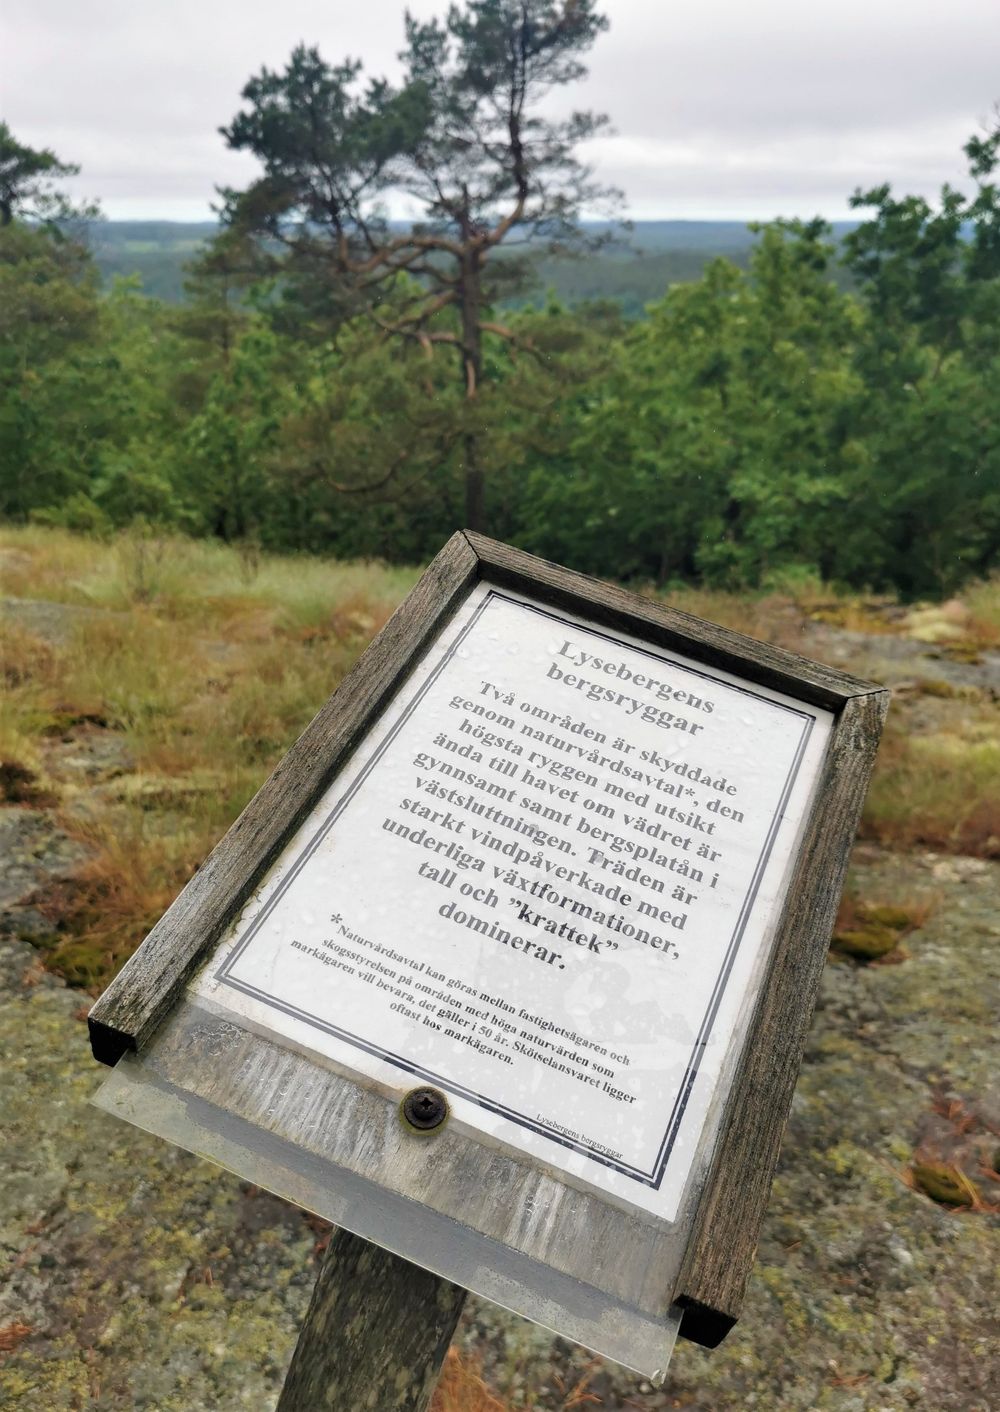 Lysebergens
bergsryggar
Två områden är skyddade
genom naturvårdsavtal*, den
högsta ryggen med utsikt
ända till havet om vädret är
gynnsamt samt bergsplatån i
västsluttningen. Träden är
starkt vindpåverkade med
underliga växtformationer,
tall och ”krattek”
dominerar.
*Naturvårdsavtal kan göras mellan fastighetsägaren och
skogsstyrelsen på områden med höga naturvärden som
markägaren vill bevara, det gäller i 50 år. Skötselansvaret ligger
oftast hos markägaren.
Lysebergens bergsryggar